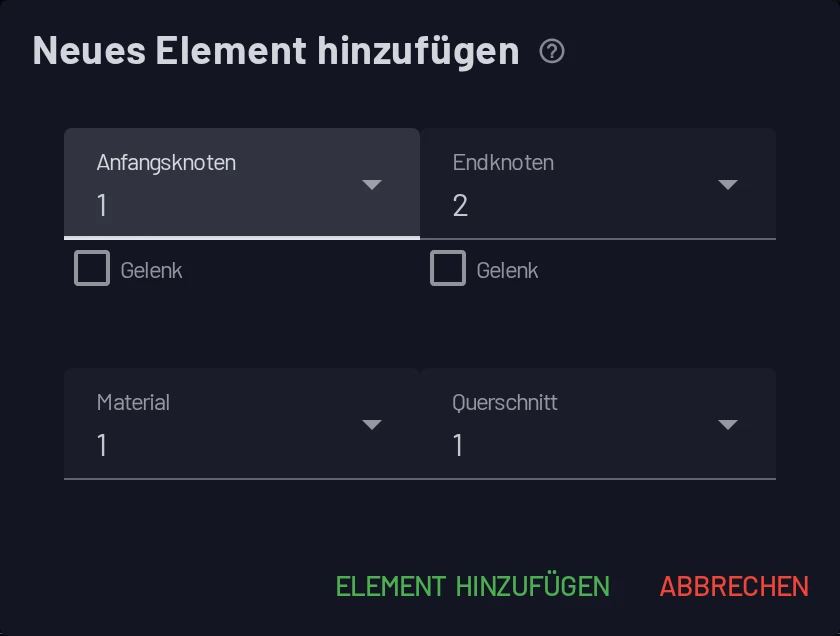 Neues Element hinzufügen ?
Anfangsknoten Endknoten
1 2
Gelenk Gelenk
Material Querschnitt
1 1
ELEMENT HINZUFÜGEN ABBRECHEN